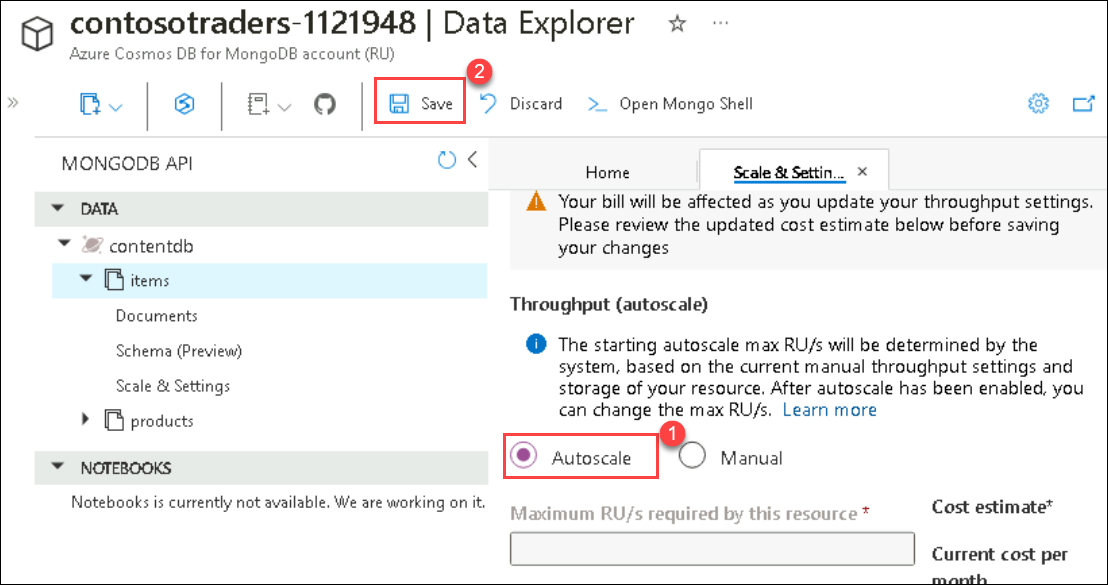 contosotraders-1121948 | Data Explorer
Azure Cosmos DB for MongoDB account (RU)
2
Save
Discard
Open Mongo Shell
MONGODB API
Home
Scale & Settin...
DATA
contentdb
items
Documents
Schema (Preview)
Scale & Settings
products
NOTEBOOKS
Notebooks is currently not available. We are working on it.
Your bill will be affected as you update your throughput settings.
Please review the updated cost estimate below before saving
your changes
Throughput (autoscale)
The starting autoscale max RU/s will be determined by the
system, based on the current manual throughput settings and
storage of your resource. After autoscale has been enabled, you
can change the max RU/s. Learn more
1
Autoscale
Manual
Maximum RU/s required by this resource *
Cost estimate*
Current cost per
month